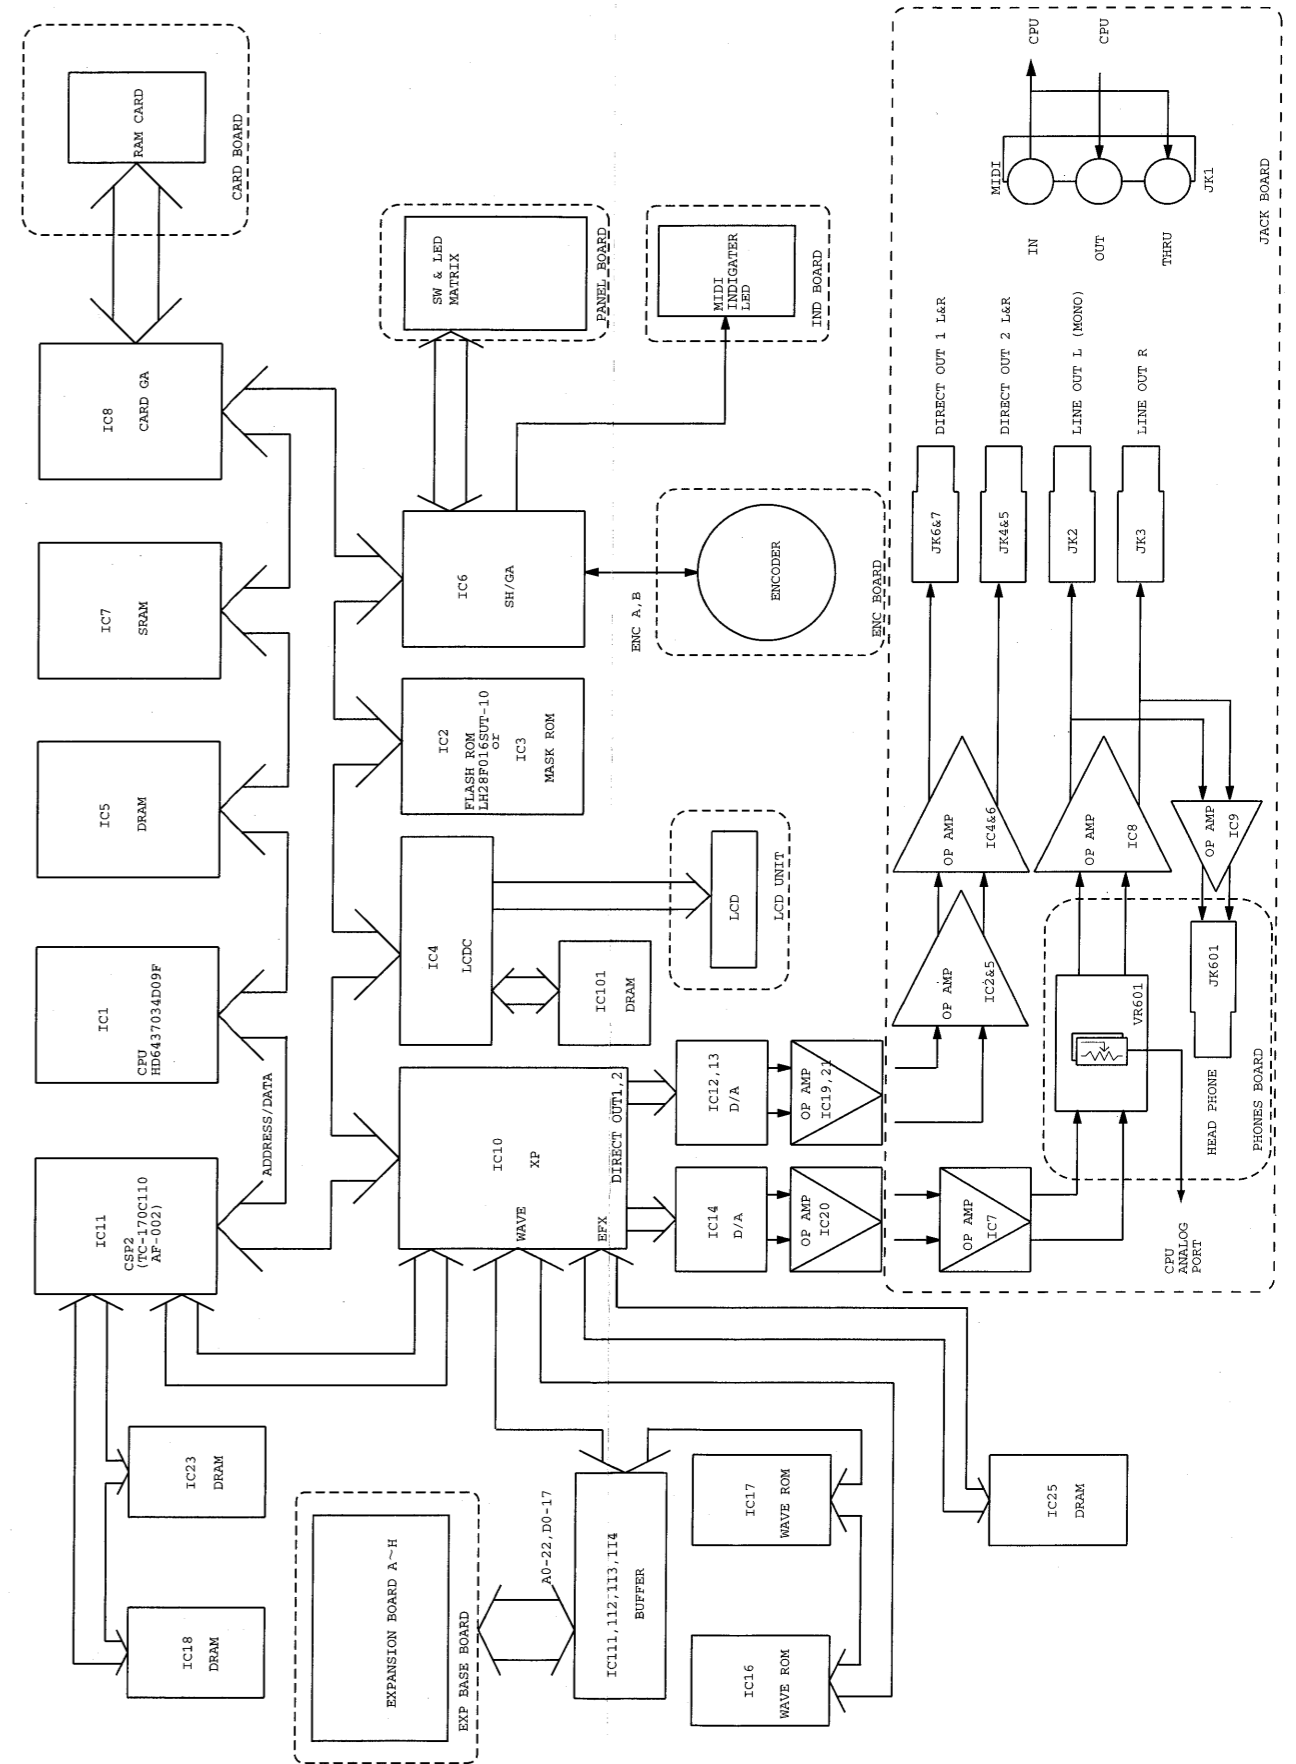 IC18
DRAM
IC23
DRAM
IC11
CSP2
(TC-170C110
AF-002)
ADDRESS/DATA
IC1
CPU
HD6437034D09F
IC5
DRAM
IC7
SRAM
IC8
CARD GA
RAM CARD
CARD BOARD
EXPANSION BOARD A~H
EXP BASE BOARD
IC10
XP
WAVE
EFX
DIRECT OUT1,2
IC4
LCDC
IC101
DRAM
IC2
FLASH ROM
LH28F016SUT-10
or
IC3
MASK ROM
IC6
SH/GA
SW & LED
MATRIX
PANEL BOARD
A0-22,D0-17
IC111,112,113,114
BUFFER
LCD
LCD UNIT
ENC A,B
ENCODER
ENC BOARD
MIDI
INDIGATER
LED
IND BOARD
IC16
WAVE ROM
IC17
WAVE ROM
IC14
D/A
IC12,13
D/A
OP AMP
IC20
OP AMP
IC19,21
IC25
DRAM
OP AMP
IC7
OP AMP
IC2&5
OP AMP
IC4&6
JK6&7
DIRECT OUT 1 L&R
JK4&5
DIRECT OUT 2 L&R
OP AMP
IC8
JK2
LINE OUT L (MONO)
JK3
LINE OUT R
VR601
CPU
ANALOG
PORT
HEAD PHONE
JK601
OP AMP
IC9
PHONES BOARD
MIDI
IN
OUT
THRU
JK1
CPU
CPU
JACK BOARD